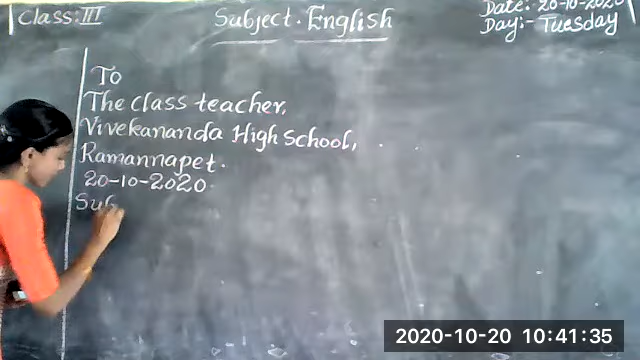 Class: III
Subject. English
Date: 20-10-2020
Day:- Tuesday
To
The class teacher,
Vivekananda High School,
Ramannapet.
20-10-2020.
Sub
2020-10-20 10:41:35